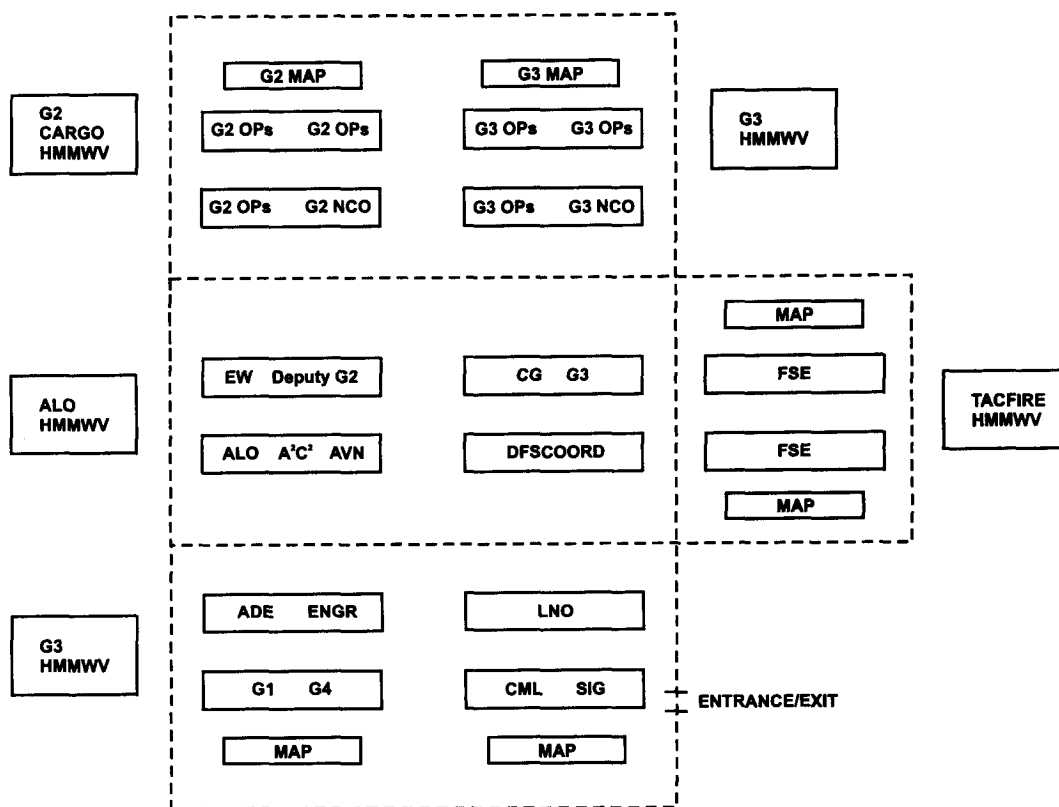 G2 MAP
G3 MAP
G2
CARGO
HMMWV
G2 OPs G2 OPs
G3 OPs G3 OPs
G3
HMMWV
G2 OPs G2 NCO
G3 OPs G3 NCO
MAP
ALO
HMMWV
EW Deputy G2
CG G3
FSE
TACFIRE
HMMWV
ALO A²C² AVN
DFSCOORD
FSE
MAP
G3
HMMWV
ADE ENGR
LNO
G1 G4
CML SIG
ENTRANCE/EXIT
MAP
MAP